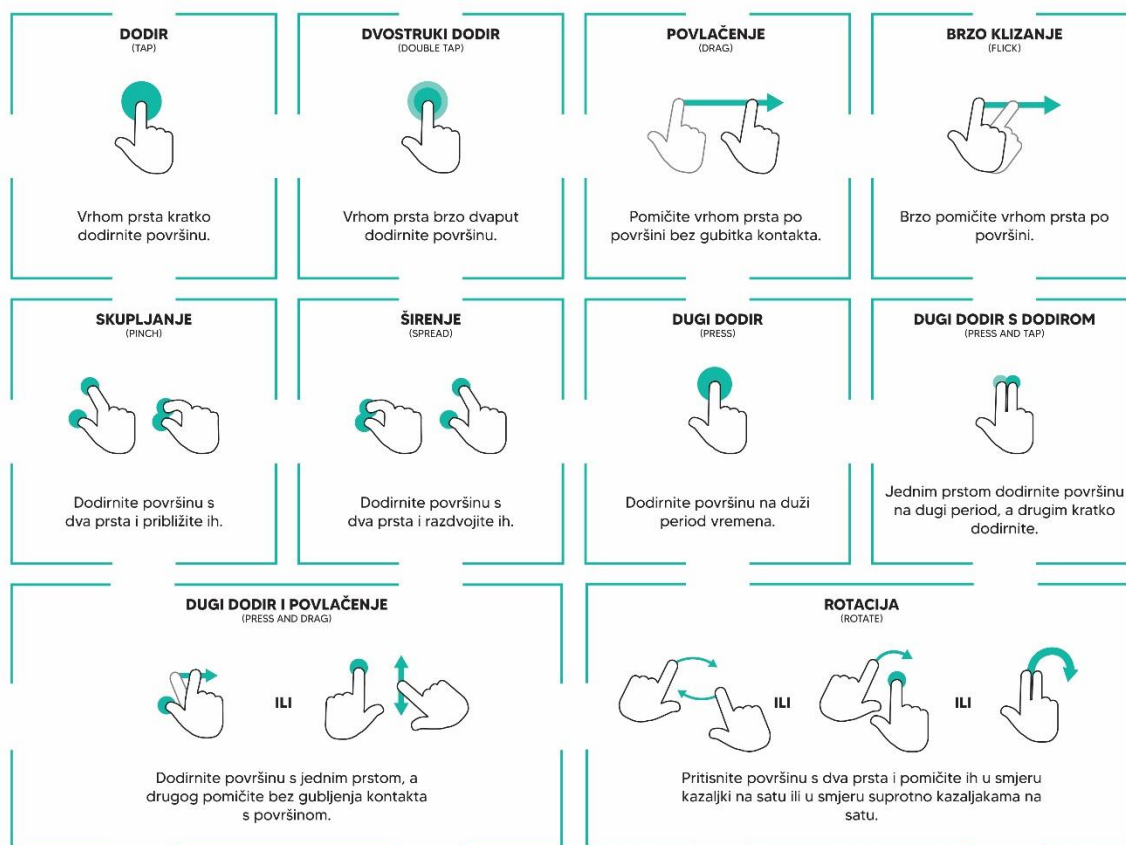 DODIR
(TAP)
Vrhom prsta kratko
dodirnite površinu.
DVOSTRUKI DODIR
(DOUBLE TAP)
Vrhom prsta brzo dvaput
dodirnite površinu.
POVLAČENJE
(DRAG)
Pomičite vrhom prsta po
površini bez gubitka kontakta.
BRZO KLIZANJE
(FLICK)
Brzo pomičite vrhom prsta po
površini.
SKUPLJANJE
(PINCH)
Dodirnite površinu s
dva prsta i približite ih.
ŠIRENJE
(SPREAD)
Dodirnite površinu s
dva prsta i razdvojite ih.
DUGI DODIR
(PRESS)
Dodirnite površinu na duži
period vremena.
DUGI DODIR S DODIROM
(PRESS AND TAP)
Jednim prstom dodirnite površinu
na dugi period, a drugim kratko
dodirnite.
DUGI DODIR I POVLAČENJE
(PRESS AND DRAG)
ILI
Dodirnite površinu s jednim prstom, a
drugog pomičite bez gubljenja kontakta
s površinom.
ROTACIJA
(ROTATE)
ILI
ILI
Pritisnite površinu s dva prsta i pomičite ih u smjeru
kazaljki na satu ili u smjeru suprotno kazaljakama na
satu.